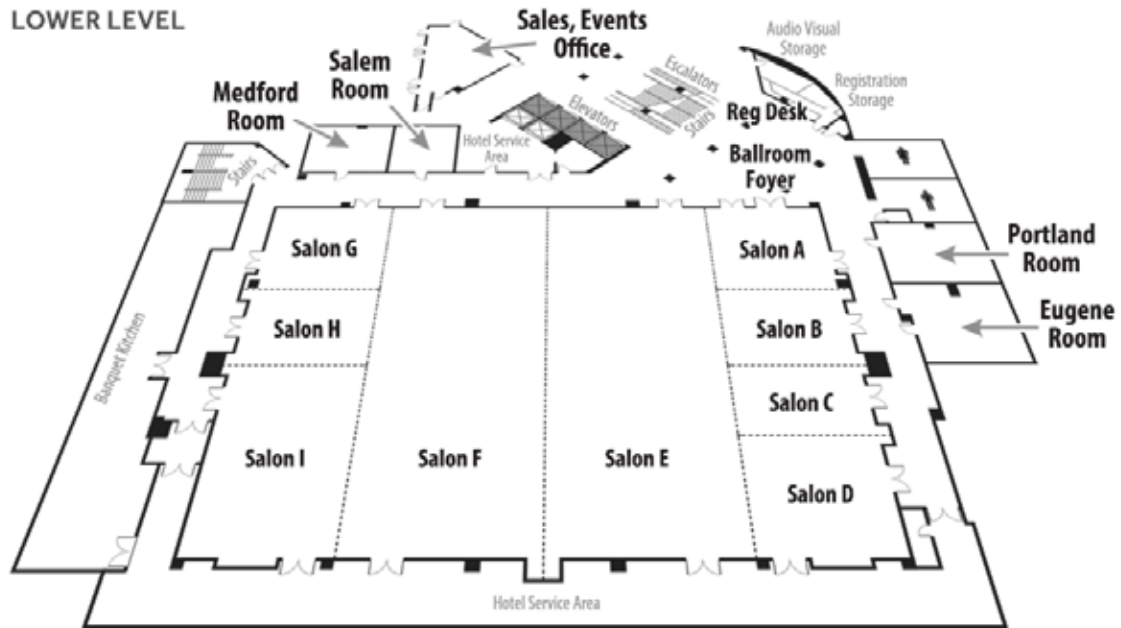 LOWER LEVEL
Sales, Events
Office
Audio Visual
Storage
Salem
Room
Escalators
Registration
Storage
Medford
Room
Elevators
Reg Desk
Stairs
Hotel Service
Area
Stairs
Ballroom
Foyer
Salon G
Salon A
Portland
Room
Salon H
Salon B
Eugene
Room
Banquet Kitchen
Salon C
Salon I
Salon F
Salon E
Salon D
Hotel Service Area